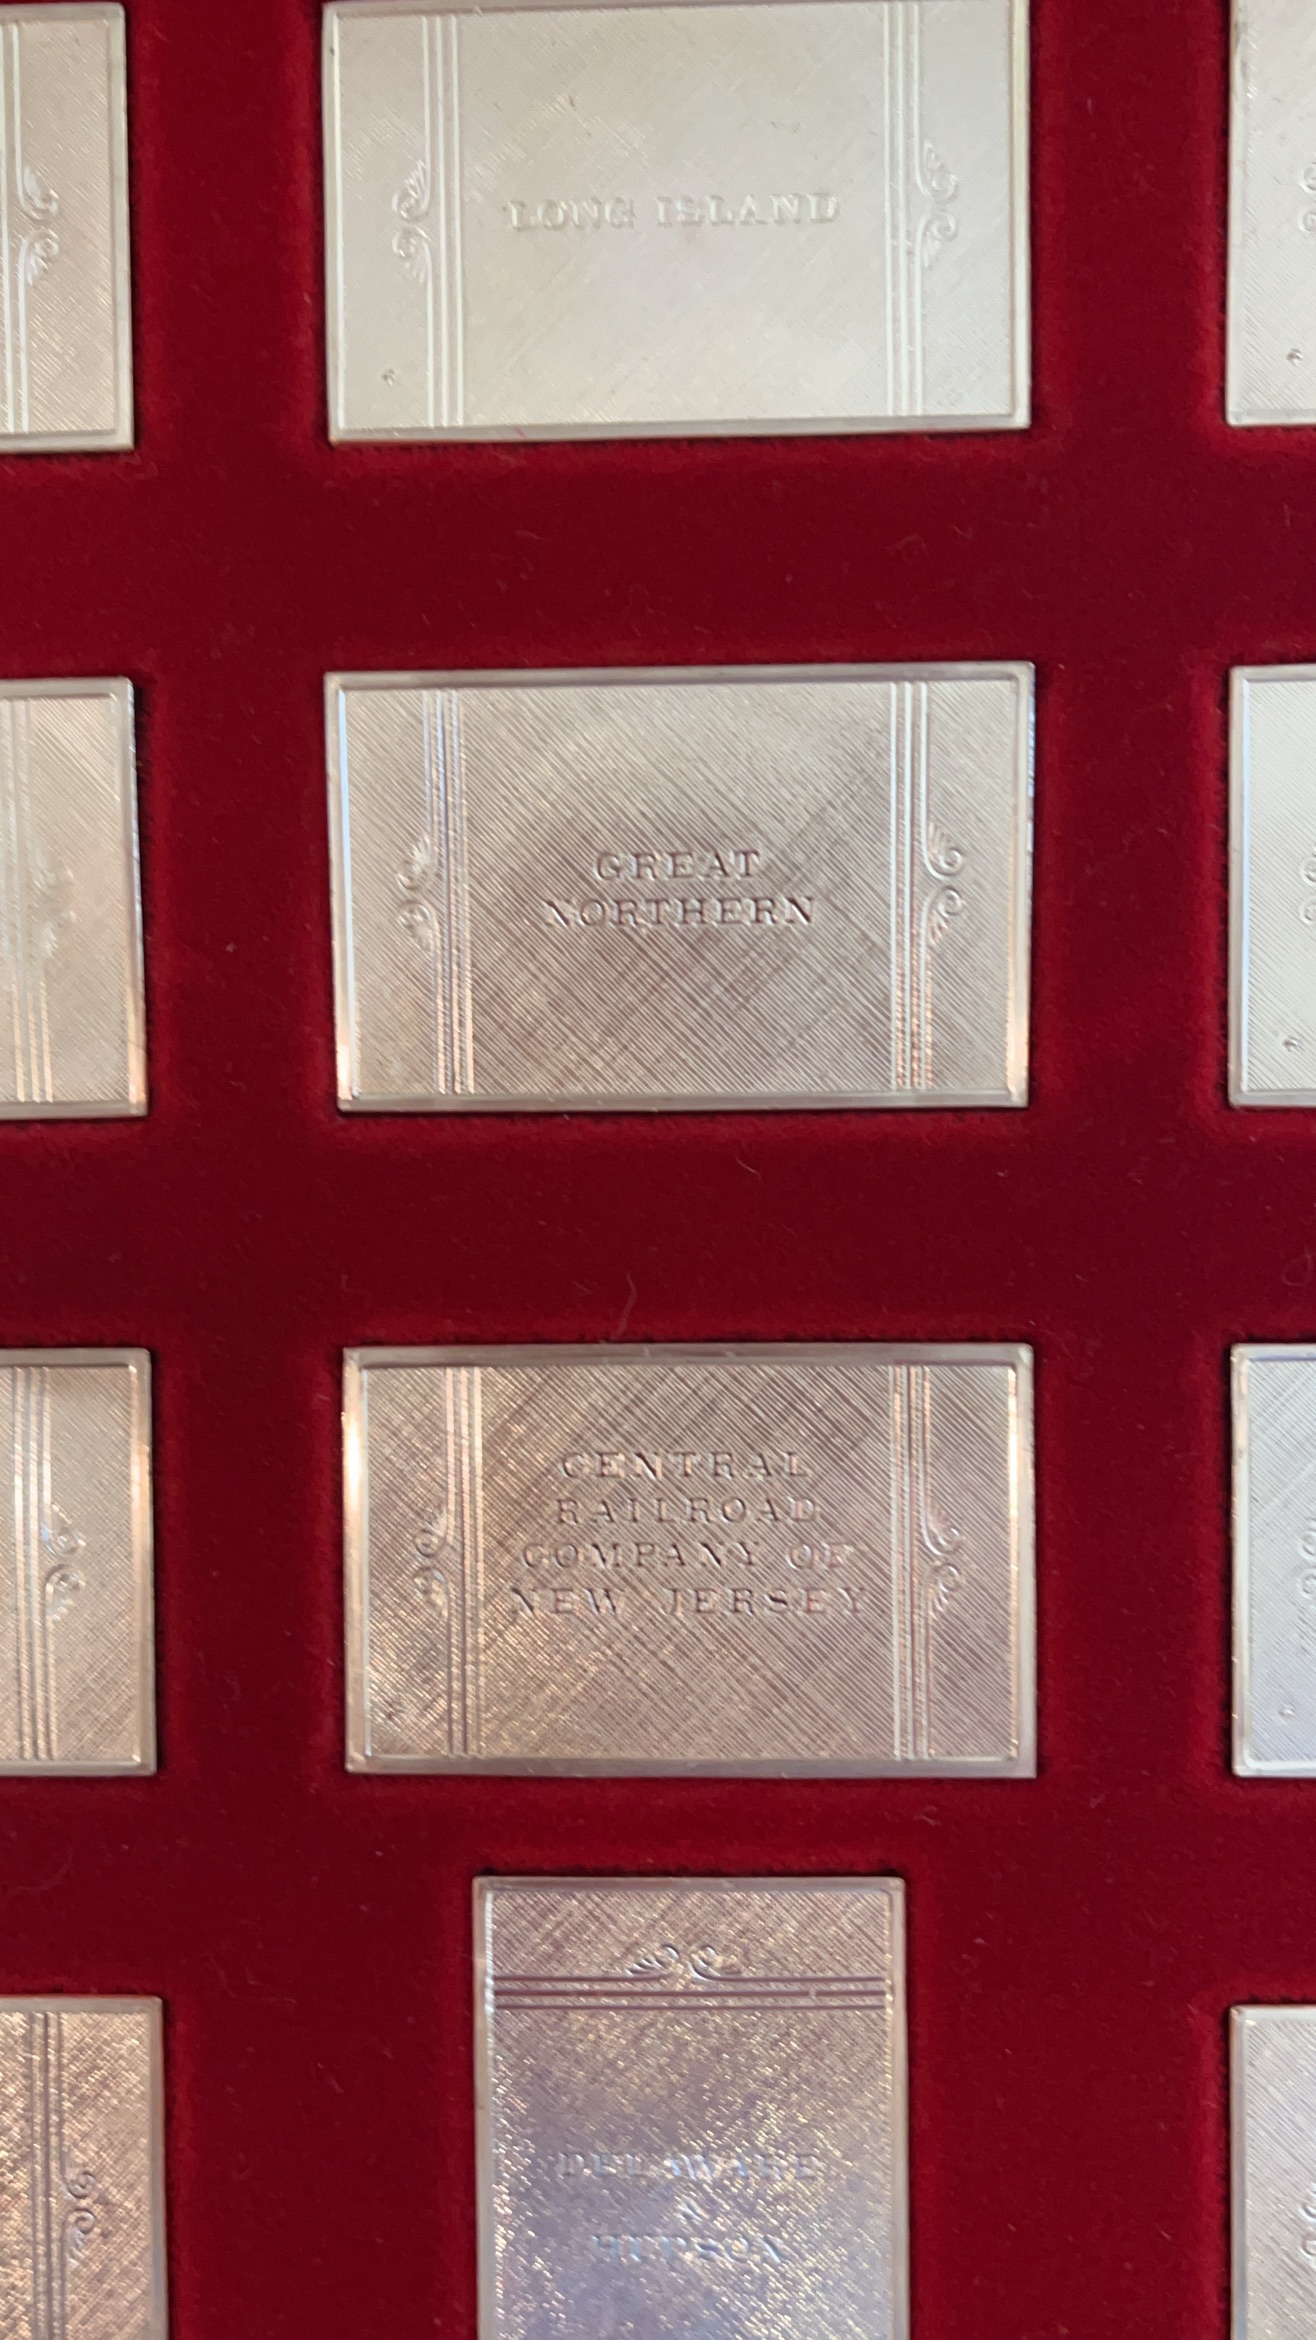 LONG ISLAND
GREAT
NORTHERN
CENTRAL
RAILROAD
COMPANY OF
NEW JERSEY
DELAWARE
&
HUDSON